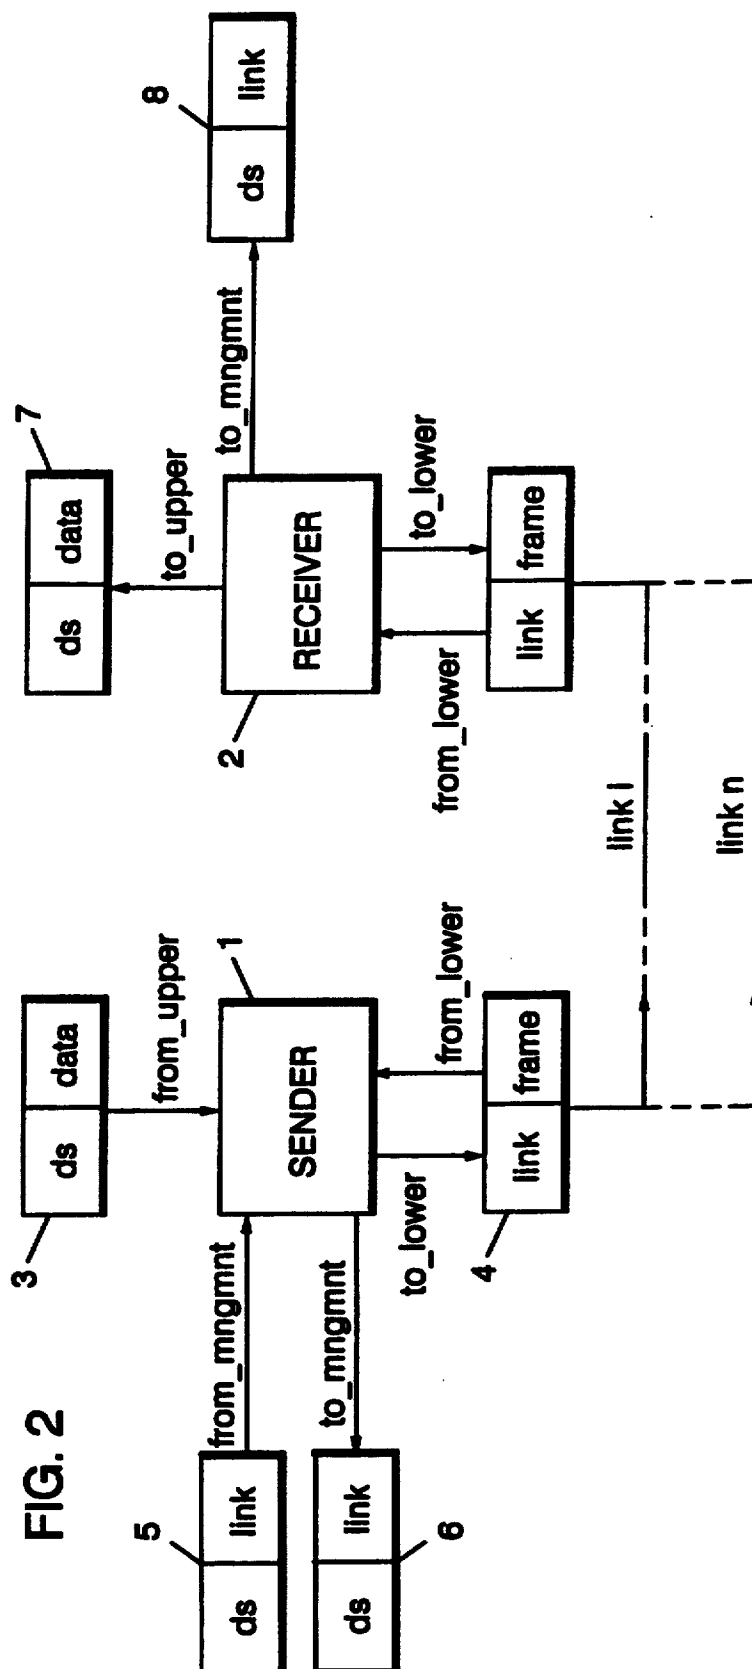 FIG. 2
3
ds data
from_upper
7
ds data
to_upper
5
ds link
from_mngmnt
1
SENDER
2
RECEIVER
to_mngmnt
8
ds link
ds link
6
to_mngmnt
to_lower
from_lower
from_lower
to_lower
4
link frame
link frame
link l
link n